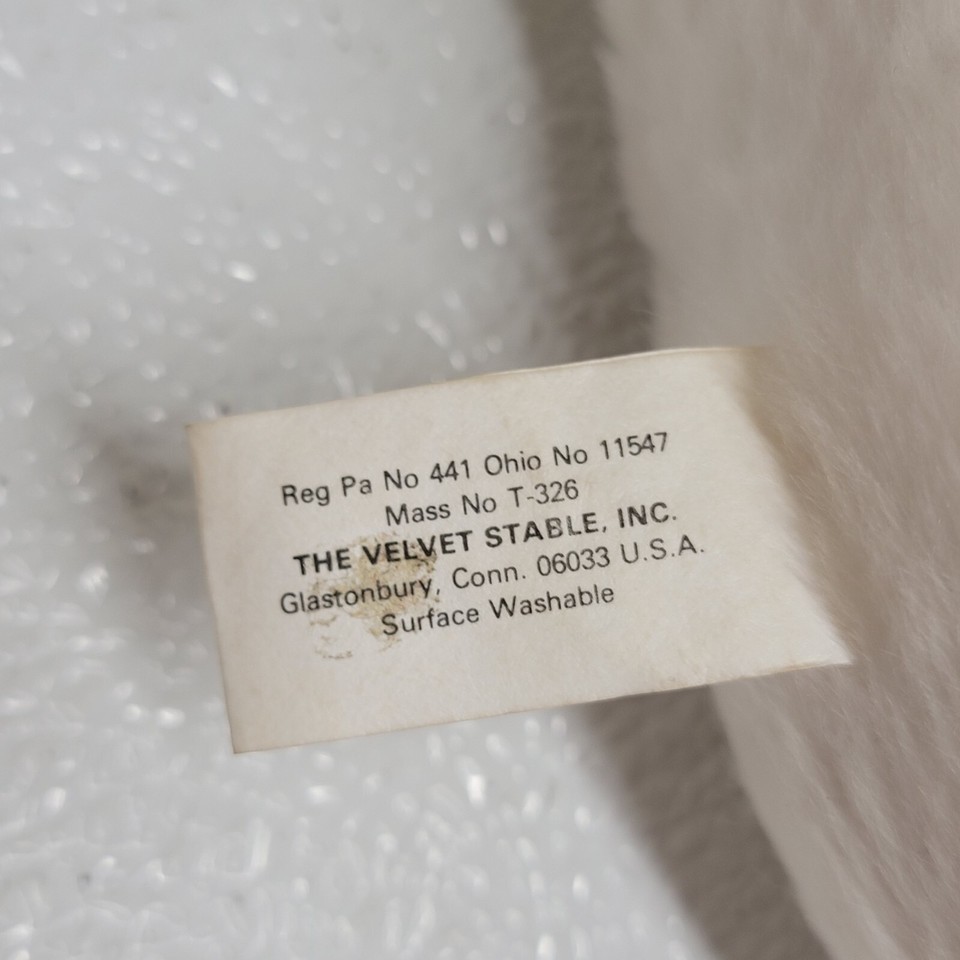 Reg Pa No 441 Ohio No 11547
Mass No T-326
THE VELVET STABLE, INC.
Glastonbury, Conn. 06033 U.S.A.
Surface Washable